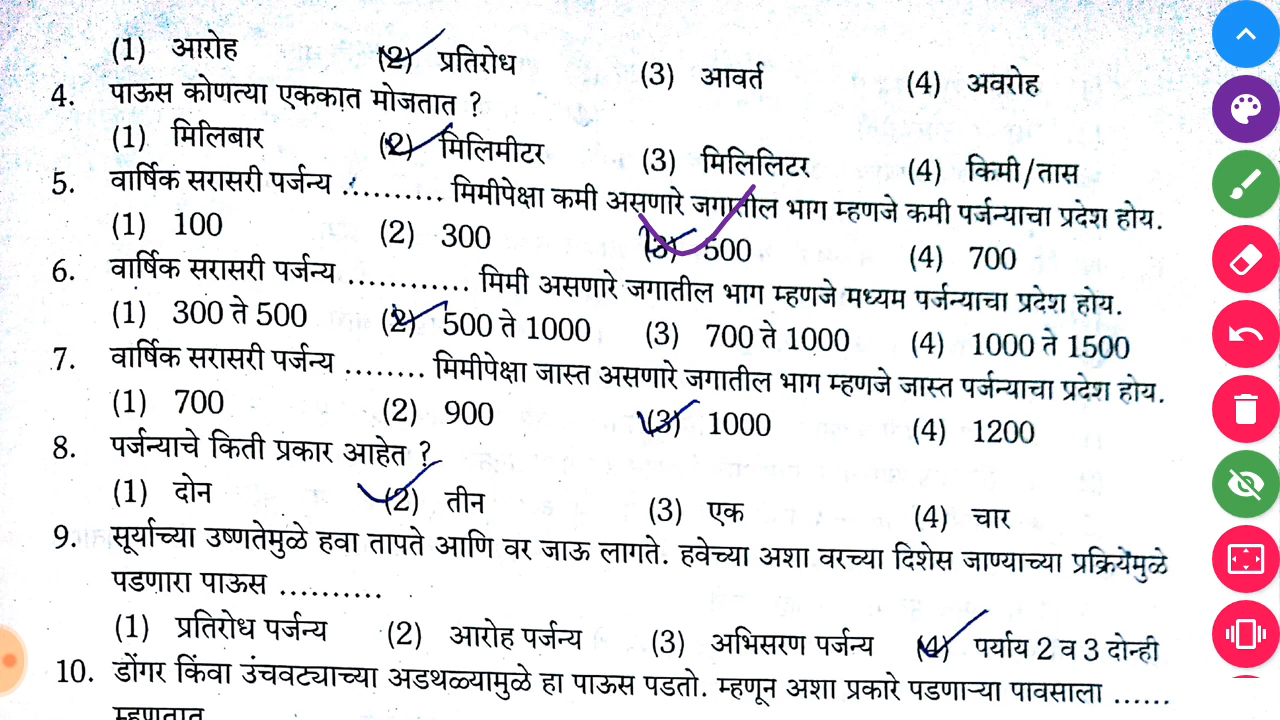 (1) आरोह (2) प्रतिरोध (3) आवर्त (4) अवरोह
4. पाऊस कोणत्या एककात मोजतात ?
(1) मिलिबार (2) मिलिमीटर (3) मिलिलिटर (4) किमी/तास
5. वार्षिक सरासरी पर्जन्य .......... मिमीपेक्षा कमी असणारे जगातील भाग म्हणजे कमी पर्जन्याचा प्रदेश होय.
(1) 100 (2) 300 (3) 500 (4) 700
6. वार्षिक सरासरी पर्जन्य ............ मिमी असणारे जगातील भाग म्हणजे मध्यम पर्जन्याचा प्रदेश होय.
(1) 300 ते 500 (2) 500 ते 1000 (3) 700 ते 1000 (4) 1000 ते 1500
7. वार्षिक सरासरी पर्जन्य ........ मिमीपेक्षा जास्त असणारे जगातील भाग म्हणजे जास्त पर्जन्याचा प्रदेश होय.
(1) 700 (2) 900 (3) 1000 (4) 1200
8. पर्जन्याचे किती प्रकार आहेत ?
(1) दोन (2) तीन (3) एक (4) चार
9. सूर्याच्या उष्णतेमुळे हवा तापते आणि वर जाऊ लागते. हवेच्या अशा वरच्या दिशेस जाण्याच्या प्रक्रियेमुळे
पडणारा पाऊस ..........
(1) प्रतिरोध पर्जन्य (2) आरोह पर्जन्य (3) अभिसरण पर्जन्य (4) पर्याय 2 व 3 दोन्ही
10. डोंगर किंवा उंचवट्याच्या अडथळ्यामुळे हा पाऊस पडतो. म्हणून अशा प्रकारे पडणाऱ्या पावसाला ......
म्हणतात